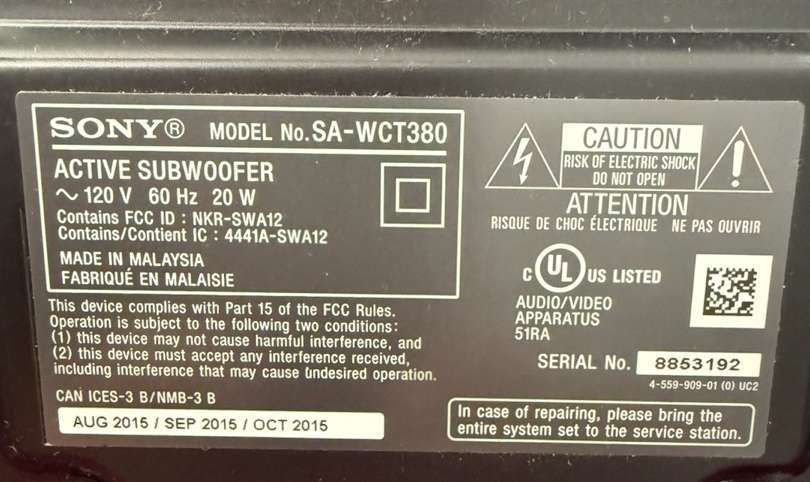 SONY® MODEL No. SA-WCT380
ACTIVE SUBWOOFER
~ 120 V 60 Hz 20 W
Contains FCC ID : NKR-SWA12
Contains/Contient IC : 4441A-SWA12
MADE IN MALAYSIA
FABRIQUÉ EN MALAISIE
This device complies with Part 15 of the FCC Rules.
Operation is subject to the following two conditions:
(1) this device may not cause harmful interference, and
(2) this device must accept any interference received,
including interference that may cause undesired operation.
CAN ICES-3 B/NMB-3 B
AUG 2015 / SEP 2015 / OCT 2015
CAUTION
RISK OF ELECTRIC SHOCK
DO NOT OPEN
ATTENTION
RISQUE DE CHOC ÉLECTRIQUE NE PAS OUVRIR
C UL US LISTED
AUDIO/VIDEO
APPARATUS
51RA
SERIAL No. 8853192
4-559-909-01 (0) UC2
In case of repairing, please bring the
entire system set to the service station.